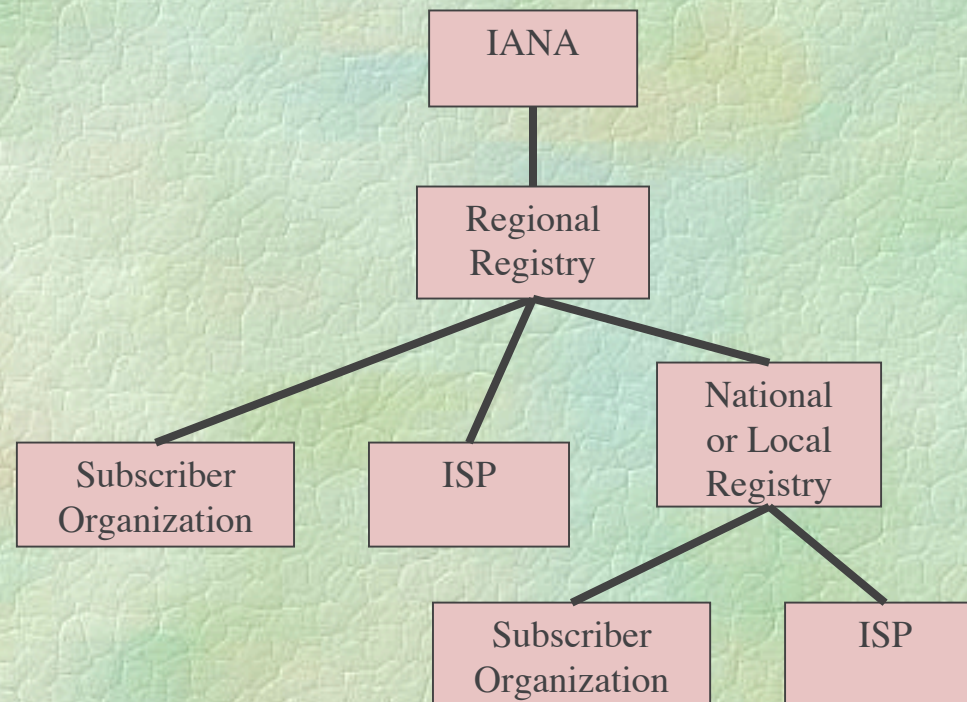 IANA
Regional
Registry
National
or Local
Registry
Subscriber
Organization
ISP
Subscriber
Organization
ISP